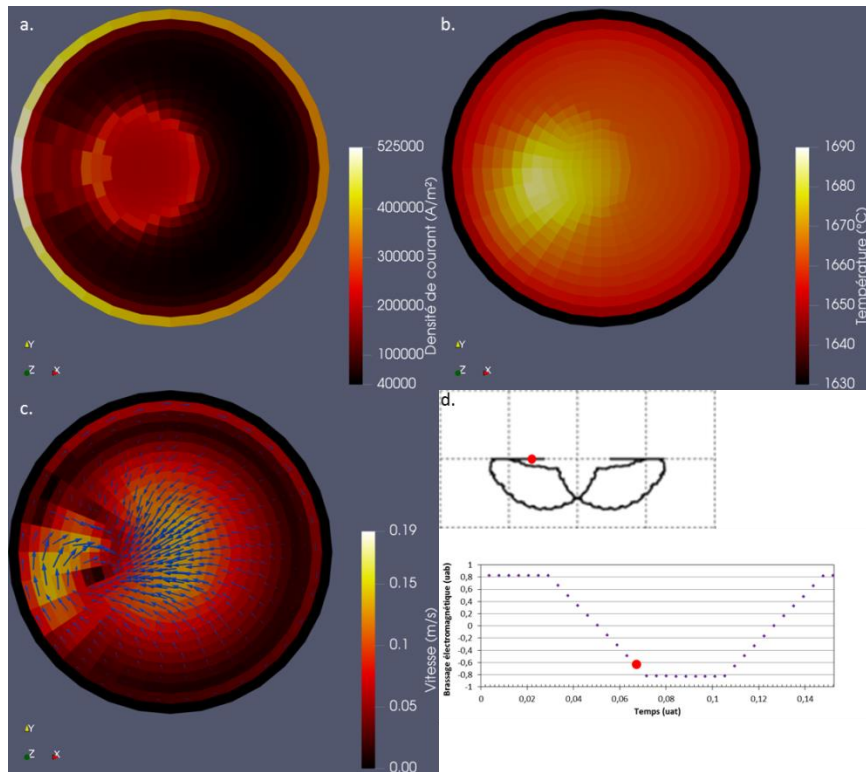 a.
525000
400000
300000
200000
100000
40000
Densité de courant (A/m²)
Y
Z
X
b.
1690
1680
1670
1660
1650
1640
1630
Température (°C)
Y
Z
X
c.
0.19
0.15
0.1
0.05
0.00
Vitesse (m/s)
Y
Z
X
d.
Brassage électromagnétique (uab)
1
0,8
0,6
0,4
0,2
0
-0,2
-0,4
-0,6
-0,8
-1
0
0,02
0,04
0,06
0,08
0,1
0,12
0,14
Temps (uat)